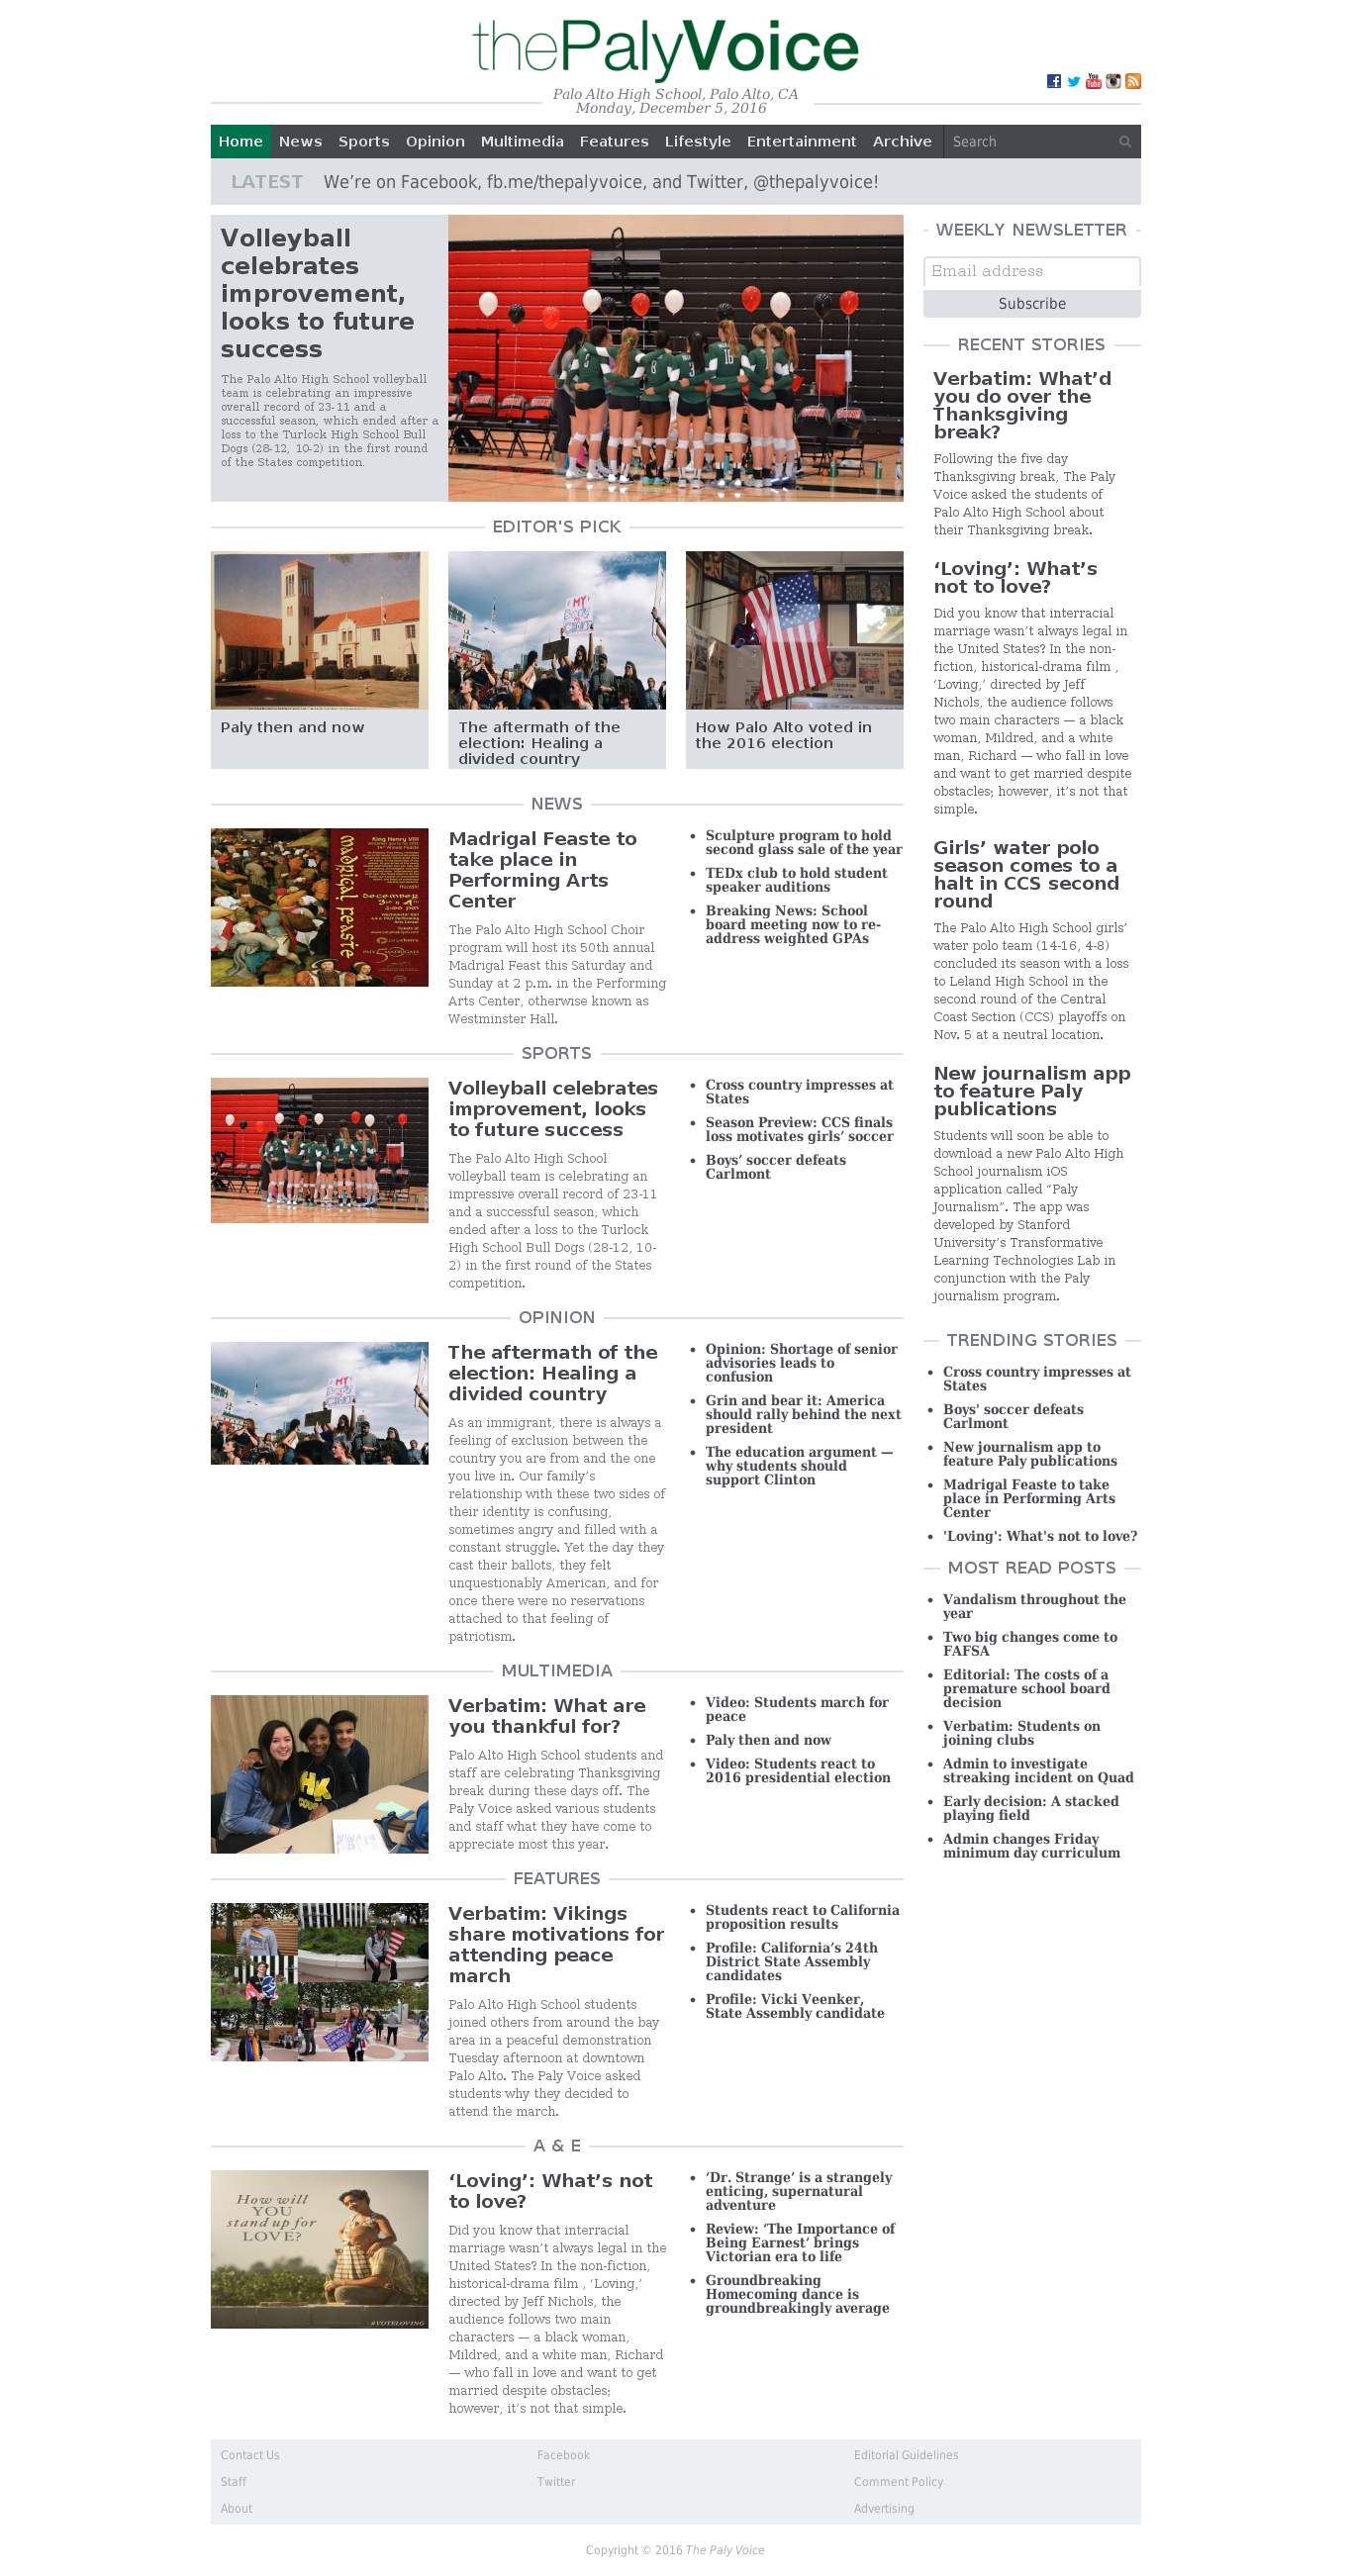 thePalyVoice
Palo Alto High School, Palo Alto, CA
Monday, December 5, 2016
Home News Sports Opinion Multimedia Features Lifestyle Entertainment Archive Search
LATEST We’re on Facebook, fb.me/thepalyvoice, and Twitter, @thepalyvoice!
Volleyball
celebrates
improvement,
looks to future
success
The Palo Alto High School volleyball
team is celebrating an impressive
overall record of 23-11 and a
successful season, which ended after a
loss to the Turlock High School Bull
Dogs (28-12, 10-2) in the first round
of the States competition.
EDITOR'S PICK
Paly then and now
The aftermath of the
election: Healing a
divided country
How Palo Alto voted in
the 2016 election
NEWS
King Henry VIII
madrigal feaste
Madrigal Feaste to
take place in
Performing Arts
Center
The Palo Alto High School Choir
program will host its 50th annual
Madrigal Feast this Saturday and
Sunday at 2 p.m. in the Performing
Arts Center, otherwise known as
Westminster Hall.
Sculpture program to hold
second glass sale of the year
TEDx club to hold student
speaker auditions
Breaking News: School
board meeting now to re-
address weighted GPAs
SPORTS
Volleyball celebrates
improvement, looks
to future success
The Palo Alto High School
volleyball team is celebrating an
impressive overall record of 23-11
and a successful season, which
ended after a loss to the Turlock
High School Bull Dogs (28-12, 10-
2) in the first round of the States
competition.
Cross country impresses at
States
Season Preview: CCS finals
loss motivates girls’ soccer
Boys’ soccer defeats
Carlmont
OPINION
The aftermath of the
election: Healing a
divided country
As an immigrant, there is always a
feeling of exclusion between the
country you are from and the one
you live in. Our family’s
relationship with these two sides of
their identity is confusing,
sometimes angry and filled with a
constant struggle. Yet the day they
cast their ballots, they felt
unquestionably American, and for
once there were no reservations
attached to that feeling of
patriotism.
Opinion: Shortage of senior
advisories leads to
confusion
Grin and bear it: America
should rally behind the next
president
The education argument —
why students should
support Clinton
MULTIMEDIA
Verbatim: What are
you thankful for?
Palo Alto High School students and
staff are celebrating Thanksgiving
break during these days off. The
Paly Voice asked various students
and staff what they have come to
appreciate most this year.
Video: Students march for
peace
Paly then and now
Video: Students react to
2016 presidential election
FEATURES
Verbatim: Vikings
share motivations for
attending peace
march
Palo Alto High School students
joined others from around the bay
area in a peaceful demonstration
Tuesday afternoon at downtown
Palo Alto. The Paly Voice asked
students why they decided to
attend the march.
Students react to California
proposition results
Profile: California’s 24th
District State Assembly
candidates
Profile: Vicki Veenker,
State Assembly candidate
A & E
How will
YOU
stand up for
LOVE?
#VOTELOVING
‘Loving’: What’s not
to love?
Did you know that interracial
marriage wasn’t always legal in the
United States? In the non-fiction,
historical-drama film , ‘Loving,’
directed by Jeff Nichols, the
audience follows two main
characters — a black woman,
Mildred, and a white man, Richard
— who fall in love and want to get
married despite obstacles;
however, it’s not that simple.
‘Dr. Strange’ is a strangely
enticing, supernatural
adventure
Review: ‘The Importance of
Being Earnest’ brings
Victorian era to life
Groundbreaking
Homecoming dance is
groundbreakingly average
WEEKLY NEWSLETTER
Email address
Subscribe
RECENT STORIES
Verbatim: What’d
you do over the
Thanksgiving
break?
Following the five day
Thanksgiving break, The Paly
Voice asked the students of
Palo Alto High School about
their Thanksgiving break.
‘Loving’: What’s
not to love?
Did you know that interracial
marriage wasn’t always legal in
the United States? In the non-
fiction, historical-drama film ,
‘Loving,’ directed by Jeff
Nichols, the audience follows
two main characters — a black
woman, Mildred, and a white
man, Richard — who fall in love
and want to get married despite
obstacles; however, it’s not that
simple.
Girls’ water polo
season comes to a
halt in CCS second
round
The Palo Alto High School girls’
water polo team (14-16, 4-8)
concluded its season with a loss
to Leland High School in the
second round of the Central
Coast Section (CCS) playoffs on
Nov. 5 at a neutral location.
New journalism app
to feature Paly
publications
Students will soon be able to
download a new Palo Alto High
School journalism iOS
application called “Paly
Journalism”. The app was
developed by Stanford
University’s Transformative
Learning Technologies Lab in
conjunction with the Paly
journalism program.
TRENDING STORIES
Cross country impresses at
States
Boys' soccer defeats
Carlmont
New journalism app to
feature Paly publications
Madrigal Feaste to take
place in Performing Arts
Center
'Loving': What's not to love?
MOST READ POSTS
Vandalism throughout the
year
Two big changes come to
FAFSA
Editorial: The costs of a
premature school board
decision
Verbatim: Students on
joining clubs
Admin to investigate
streaking incident on Quad
Early decision: A stacked
playing field
Admin changes Friday
minimum day curriculum
Contact Us Facebook Editorial Guidelines
Staff Twitter Comment Policy
About Advertising
Copyright © 2016 The Paly Voice